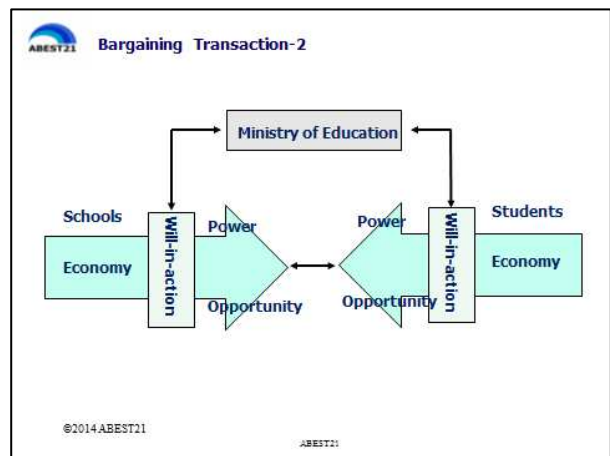 ABEST21
Bargaining Transaction-2
Ministry of Education
Schools
Students
Will-in-action
Power
Power
Will-in-action
Economy
Economy
Opportunity
Opportunity
©2014 ABEST21
ABEST21